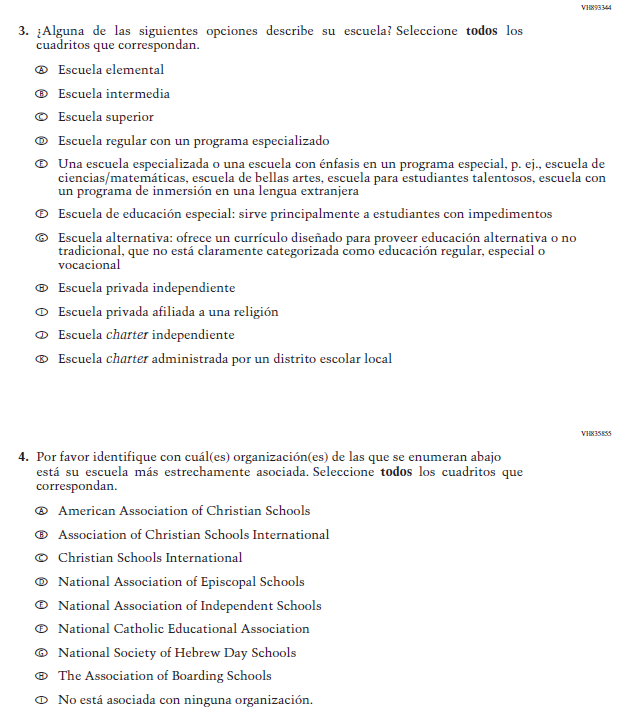 VH893344
3. ¿Alguna de las siguientes opciones describe su escuela? Seleccione todos los
cuadritos que correspondan.
A Escuela elemental
B Escuela intermedia
C Escuela superior
D Escuela regular con un programa especializado
E Una escuela especializada o una escuela con énfasis en un programa especial, p. ej., escuela de
ciencias/matemáticas, escuela de bellas artes, escuela para estudiantes talentosos, escuela con
un programa de inmersión en una lengua extranjera
F Escuela de educación especial: sirve principalmente a estudiantes con impedimentos
G Escuela alternativa: ofrece un currículo diseñado para proveer educación alternativa o no
tradicional, que no está claramente categorizada como educación regular, especial o
vocacional
H Escuela privada independiente
I Escuela privada afiliada a una religión
J Escuela charter independiente
K Escuela charter administrada por un distrito escolar local
VH835855
4. Por favor identifique con cuál(es) organización(es) de las que se enumeran abajo
está su escuela más estrechamente asociada. Seleccione todos los cuadritos que
correspondan.
A American Association of Christian Schools
B Association of Christian Schools International
C Christian Schools International
D National Association of Episcopal Schools
E National Association of Independent Schools
F National Catholic Educational Association
G National Society of Hebrew Day Schools
H The Association of Boarding Schools
I No está asociada con ninguna organización.